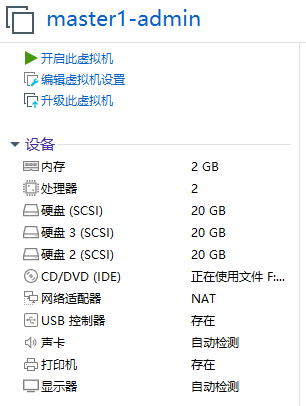 master1-admin
开启此虚拟机
编辑虚拟机设置
升级此虚拟机
设备
内存 2 GB
处理器 2
硬盘 (SCSI) 20 GB
硬盘 3 (SCSI) 20 GB
硬盘 2 (SCSI) 20 GB
CD/DVD (IDE) 正在使用文件 F:...
网络适配器 NAT
USB 控制器 存在
声卡 自动检测
打印机 存在
显示器 自动检测